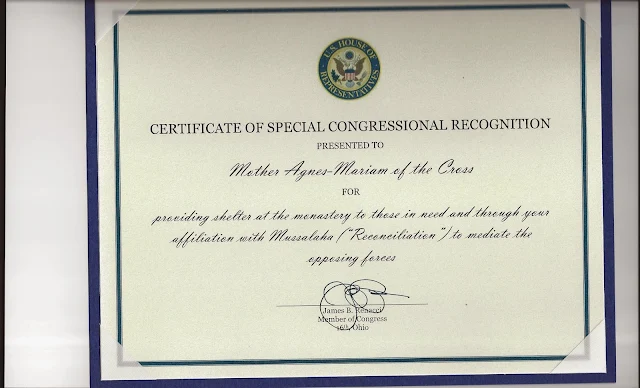 U.S. HOUSE OF REPRESENTATIVES
CERTIFICATE OF SPECIAL CONGRESSIONAL RECOGNITION
PRESENTED TO
Mother Agnes-Mariam of the Cross
FOR
providing shelter at the monastery to those in need and through your
affiliation with Mussalaha ("Reconciliation") to mediate the
opposing forces
James B. Renacci
Member of Congress
16th, Ohio